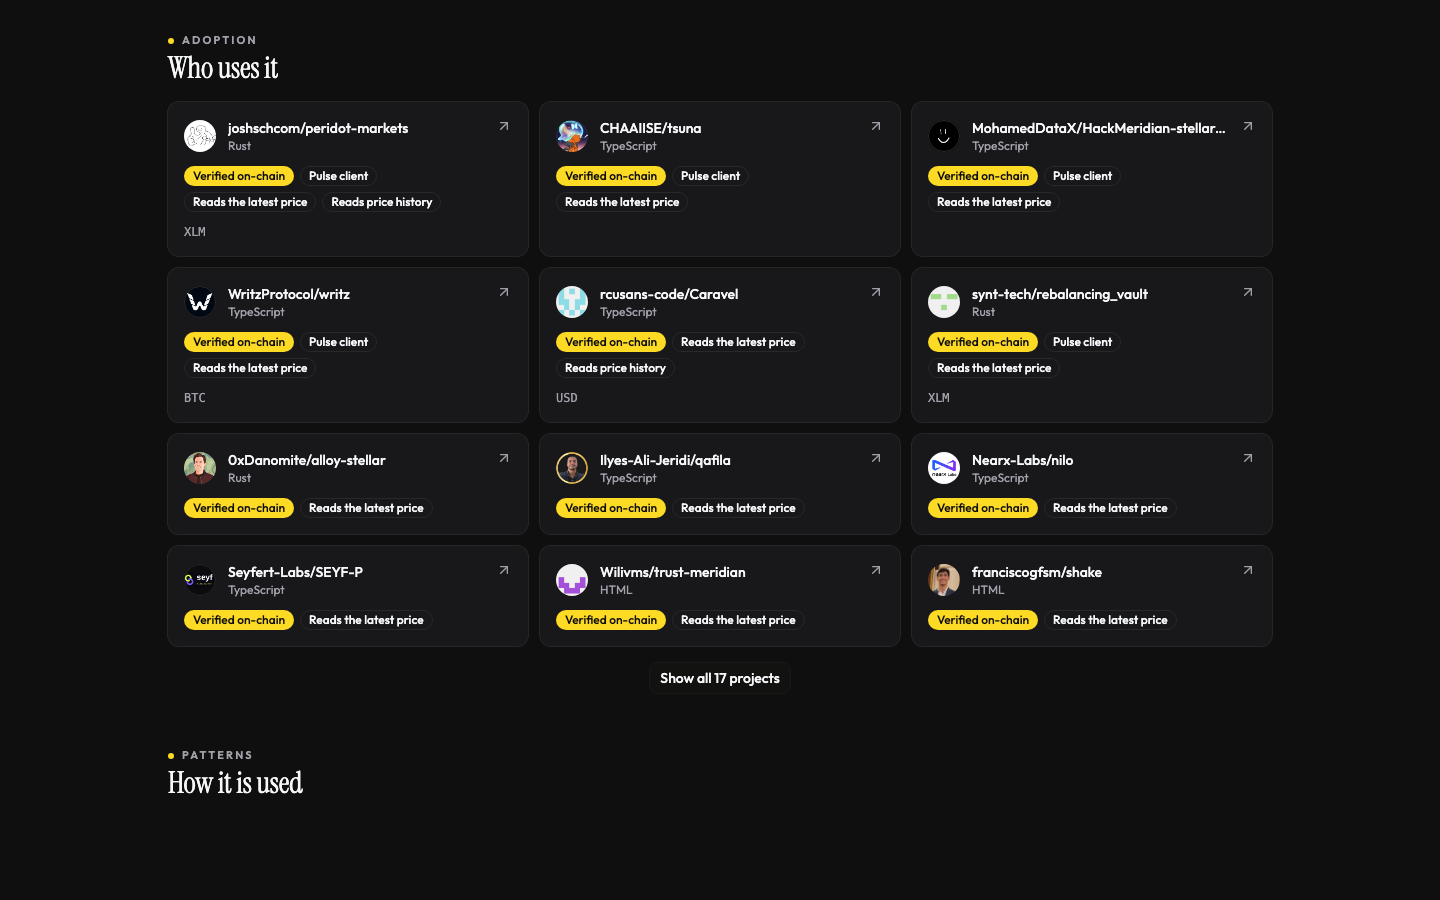 ADOPTION
Who uses it
joshschcom/peridot-markets
Rust
Verified on-chain
Pulse client
Reads the latest price
Reads price history
XLM
CHAAIISE/tsuna
TypeScript
Verified on-chain
Pulse client
Reads the latest price
MohamedDataX/HackMeridian-stellar...
TypeScript
Verified on-chain
Pulse client
Reads the latest price
WritzProtocol/writz
TypeScript
Verified on-chain
Pulse client
Reads the latest price
BTC
rcusans-code/Caravel
TypeScript
Verified on-chain
Reads the latest price
Reads price history
USD
synt-tech/rebalancing_vault
Rust
Verified on-chain
Pulse client
Reads the latest price
XLM
0xDanomite/alloy-stellar
Rust
Verified on-chain
Reads the latest price
Ilyes-Ali-Jeridi/qafila
TypeScript
Verified on-chain
Reads the latest price
Nearx-Labs/nilo
TypeScript
Verified on-chain
Reads the latest price
seyf
Seyfert-Labs/SEYF-P
TypeScript
Verified on-chain
Reads the latest price
Wilivms/trust-meridian
HTML
Verified on-chain
Reads the latest price
franciscogfsm/shake
HTML
Verified on-chain
Reads the latest price
Show all 17 projects
PATTERNS
How it is used